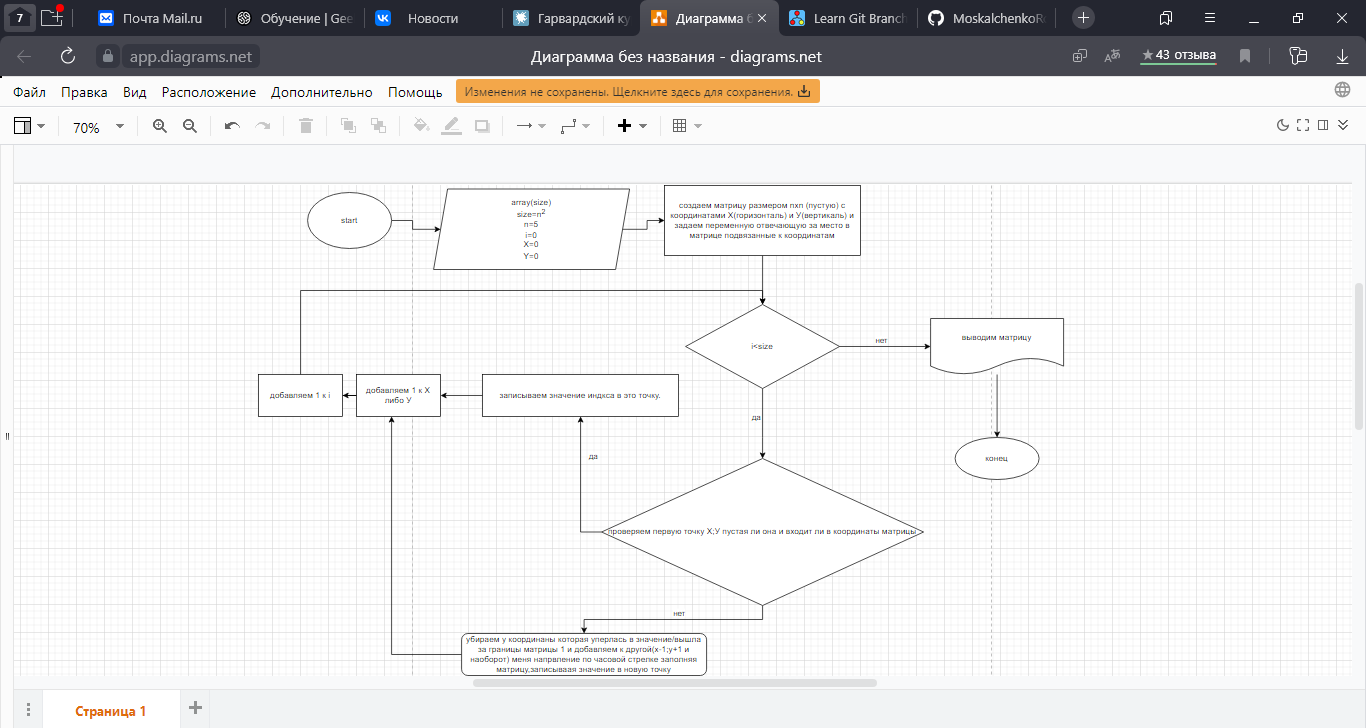 7
Почта Mail.ru
Обучение | Gee
Новости
Гарвардский ку
Диаграмма б
Learn Git Branch
MoskalchenkoR
app.diagrams.net
Диаграмма без названия - diagrams.net
★43 отзыва
Файл Правка Вид Расположение Дополнительно Помощь
Изменения не сохранены. Щелкните здесь для сохранения.
70%
start
array(size)
size=n²
n=5
i=0
X=0
Y=0
создаем матрицу размером nxn (пустую) с
координатами X(горизонталь) и У(вертикаль) и
задаем переменную отвечающую за место в
матрице подвязанные к координатам
i<size
нет
выводим матрицу
добавляем 1 к i
добавляем 1 к X
либо У
записываем значение индкса в это точку.
да
конец
да
проверяем первую точку X;У пустая ли она и входит ли в координаты матрицы
нет
убираем у координаны которая уперлась в значение/вышла
за границы матрицы 1 и добавляем к другой(х-1;у+1 и
наоборот) меня напрвление по часовой стрелке заполняя
матрицу,записываая значение в новую точку
Страница 1